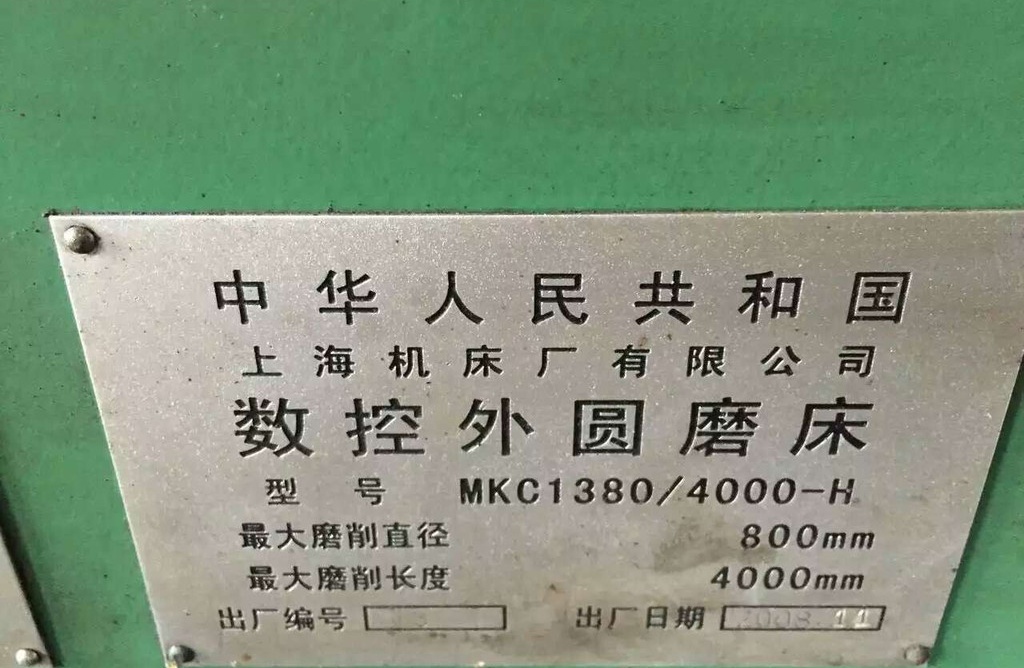 中华人民共和国
上海机床厂有限公司
数控外圆磨床
型号 MKC1380/4000-H
最大磨削直径 800mm
最大磨削长度 4000mm
出厂编号 出厂日期 2008.11